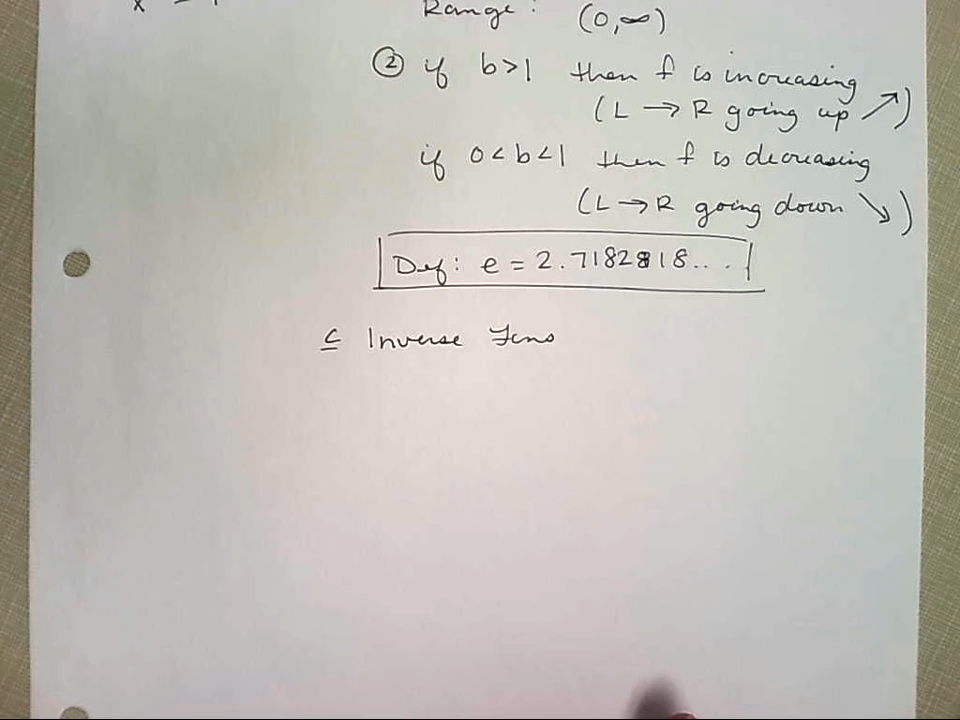 Range: (0,∞)
② if b>1 then f is increasing
(L → R going up ↗)
if 0<b<1 then f is decreasing
(L → R going down ↘)
Def: e = 2.7182818...
c Inverse Fcns